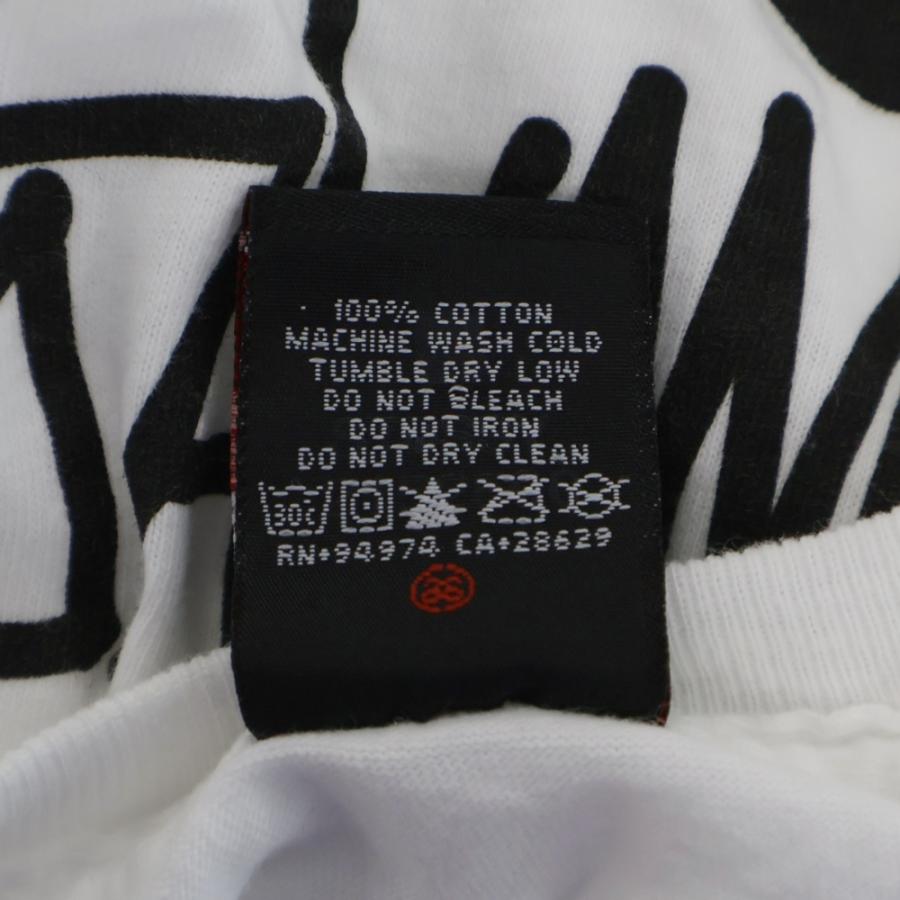 100% COTTON
MACHINE WASH COLD
TUMBLE DRY LOW
DO NOT BLEACH
DO NOT IRON
DO NOT DRY CLEAN
30C
RN+94974 CA+28629